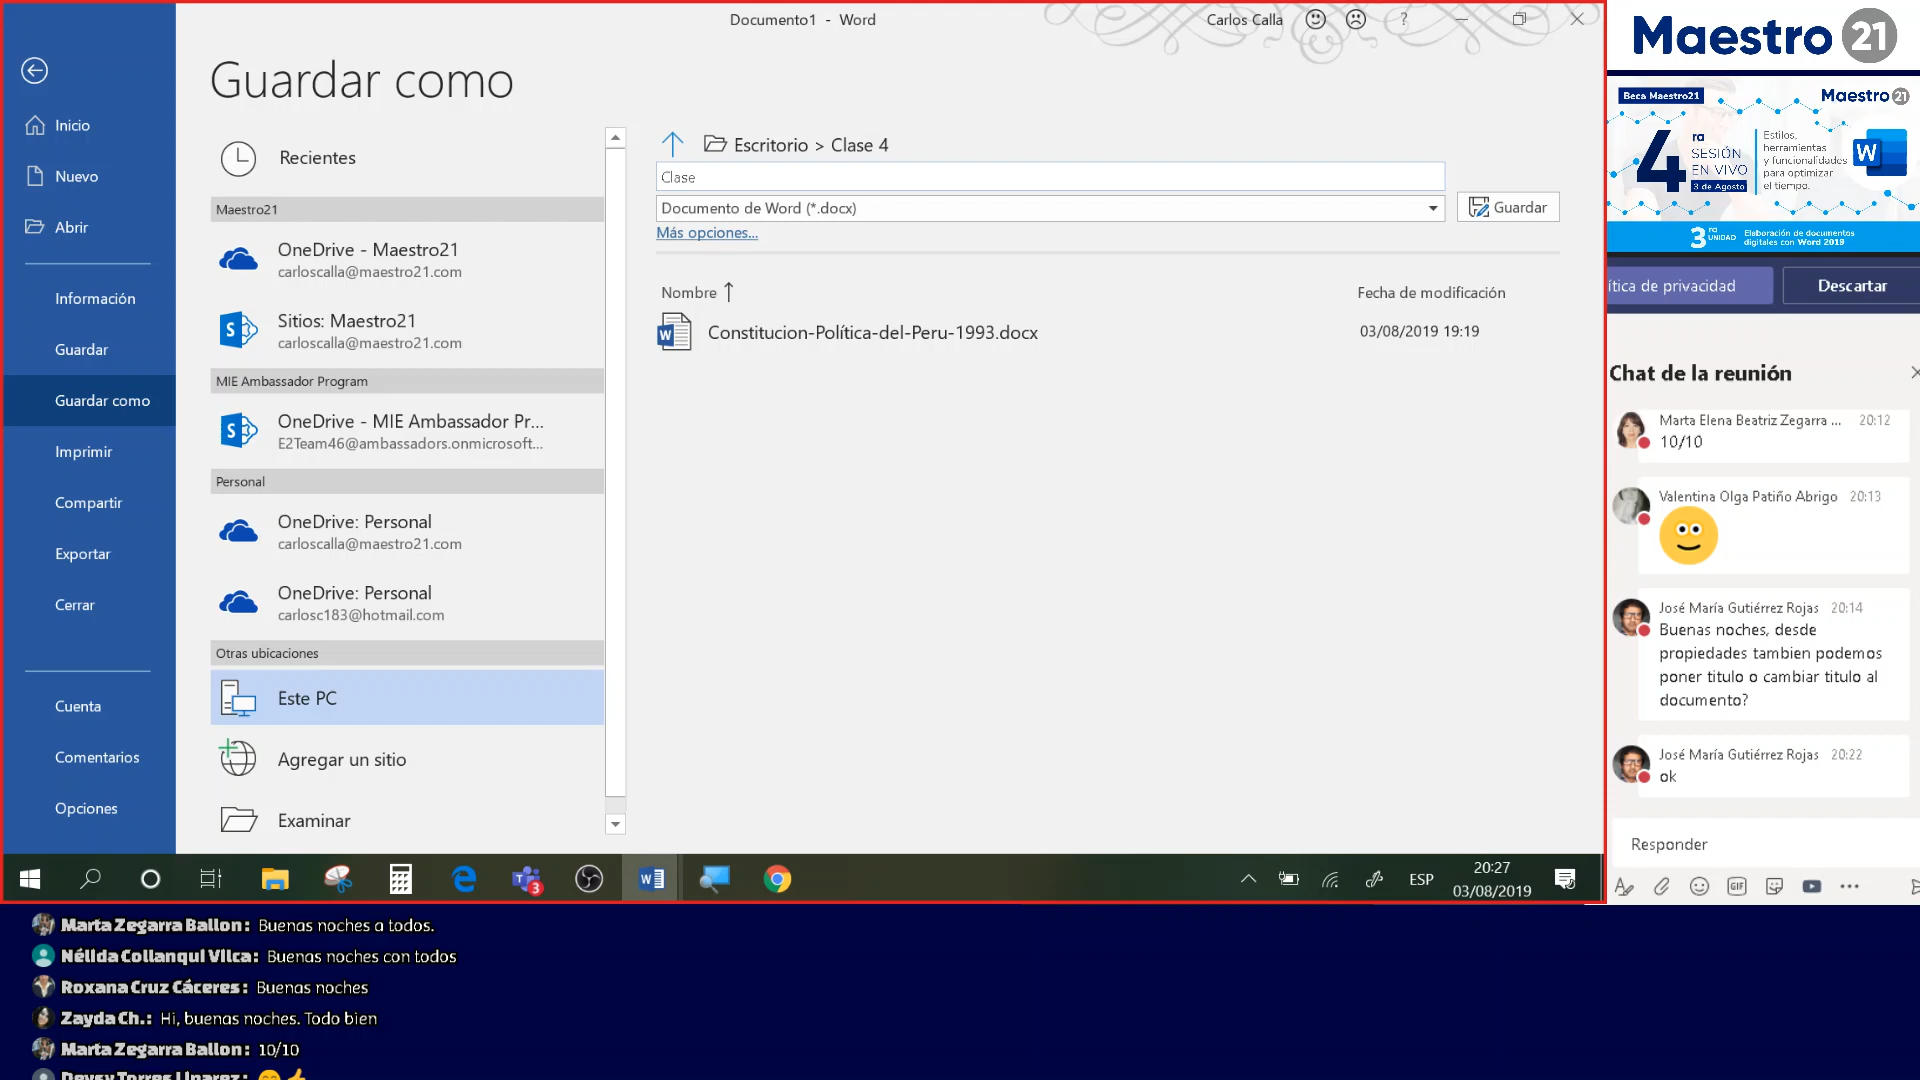 Documento1 - Word
Carlos Calla
?
Guardar como
Inicio
Nuevo
Abrir
Información
Guardar
Guardar como
Imprimir
Compartir
Exportar
Cerrar
Cuenta
Comentarios
Opciones
Recientes
Maestro21
OneDrive - Maestro21
carloscalla@maestro21.com
Sitios: Maestro21
carloscalla@maestro21.com
MIE Ambassador Program
OneDrive - MIE Ambassador Pr...
E2Team46@ambassadors.onmicrosoft...
Personal
OneDrive: Personal
carloscalla@maestro21.com
OneDrive: Personal
carlosc183@hotmail.com
Otras ubicaciones
Este PC
Agregar un sitio
Examinar
Escritorio > Clase 4
Clase
Documento de Word (*.docx)
Guardar
Más opciones...
Nombre
Fecha de modificación
Constitucion-Política-del-Peru-1993.docx
03/08/2019 19:19
3
ESP
20:27
03/08/2019
Maestro 21
Beca Maestro21
Maestro 21
4 ra
SESIÓN
EN VIVO
3 de Agosto
Estilos,
herramientas
y funcionalidades
para optimizar
el tiempo.
W
3 ra UNIDAD
Elaboración de documentos
digitales con Word 2019
ítica de privacidad
Descartar
Chat de la reunión
Marta Elena Beatriz Zegarra ... 20:12
10/10
Valentina Olga Patiño Abrigo 20:13
José María Gutiérrez Rojas 20:14
Buenas noches, desde
propiedades tambien podemos
poner titulo o cambiar titulo al
documento?
José María Gutiérrez Rojas 20:22
ok
Responder
GIF
Marta Zegarra Ballon: Buenas noches a todos.
Nélida Collanqui Vilca: Buenas noches con todos
Roxana Cruz Cáceres: Buenas noches
Zayda Ch.: Hi, buenas noches. Todo bien
Marta Zegarra Ballon: 10/10
Deysy Torres Linarez: